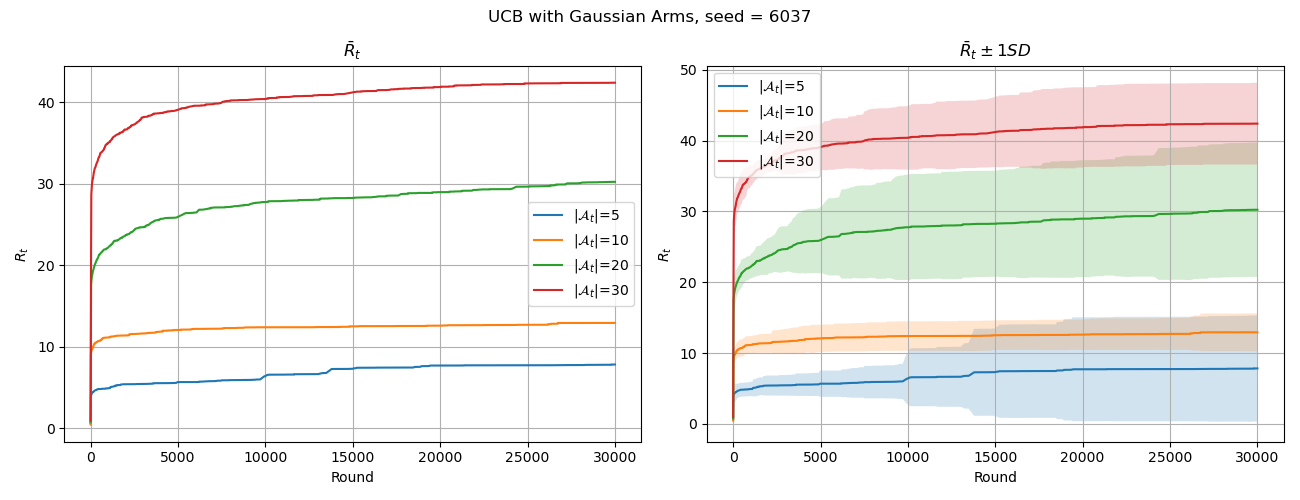 UCB with Gaussian Arms, seed = 6037
R̄ₜ
R̄ₜ ± 1SD
Rₜ
40
30
20
10
0
|𝒜ₜ|=5
|𝒜ₜ|=10
|𝒜ₜ|=20
|𝒜ₜ|=30
0 5000 10000 15000 20000 25000 30000
Round
Rₜ
50
40
30
20
10
0
|𝒜ₜ|=5
|𝒜ₜ|=10
|𝒜ₜ|=20
|𝒜ₜ|=30
0 5000 10000 15000 20000 25000 30000
Round